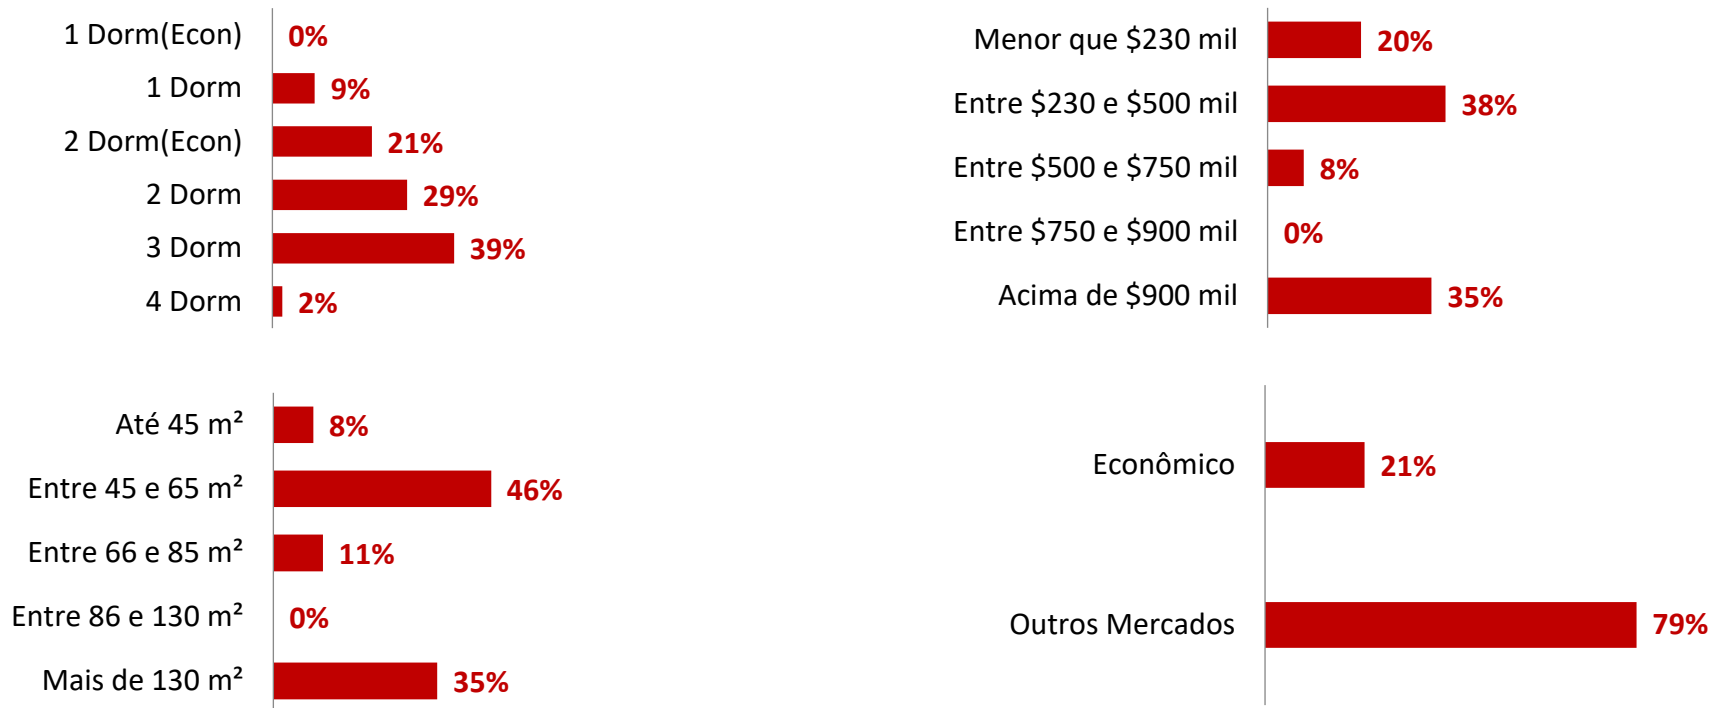 1 Dorm(Econ) 0%
1 Dorm 9%
2 Dorm(Econ) 21%
2 Dorm 29%
3 Dorm 39%
4 Dorm 2%
Menor que $230 mil 20%
Entre $230 e $500 mil 38%
Entre $500 e $750 mil 8%
Entre $750 e $900 mil 0%
Acima de $900 mil 35%
Até 45 m² 8%
Entre 45 e 65 m² 46%
Entre 66 e 85 m² 11%
Entre 86 e 130 m² 0%
Mais de 130 m² 35%
Econômico 21%
Outros Mercados 79%